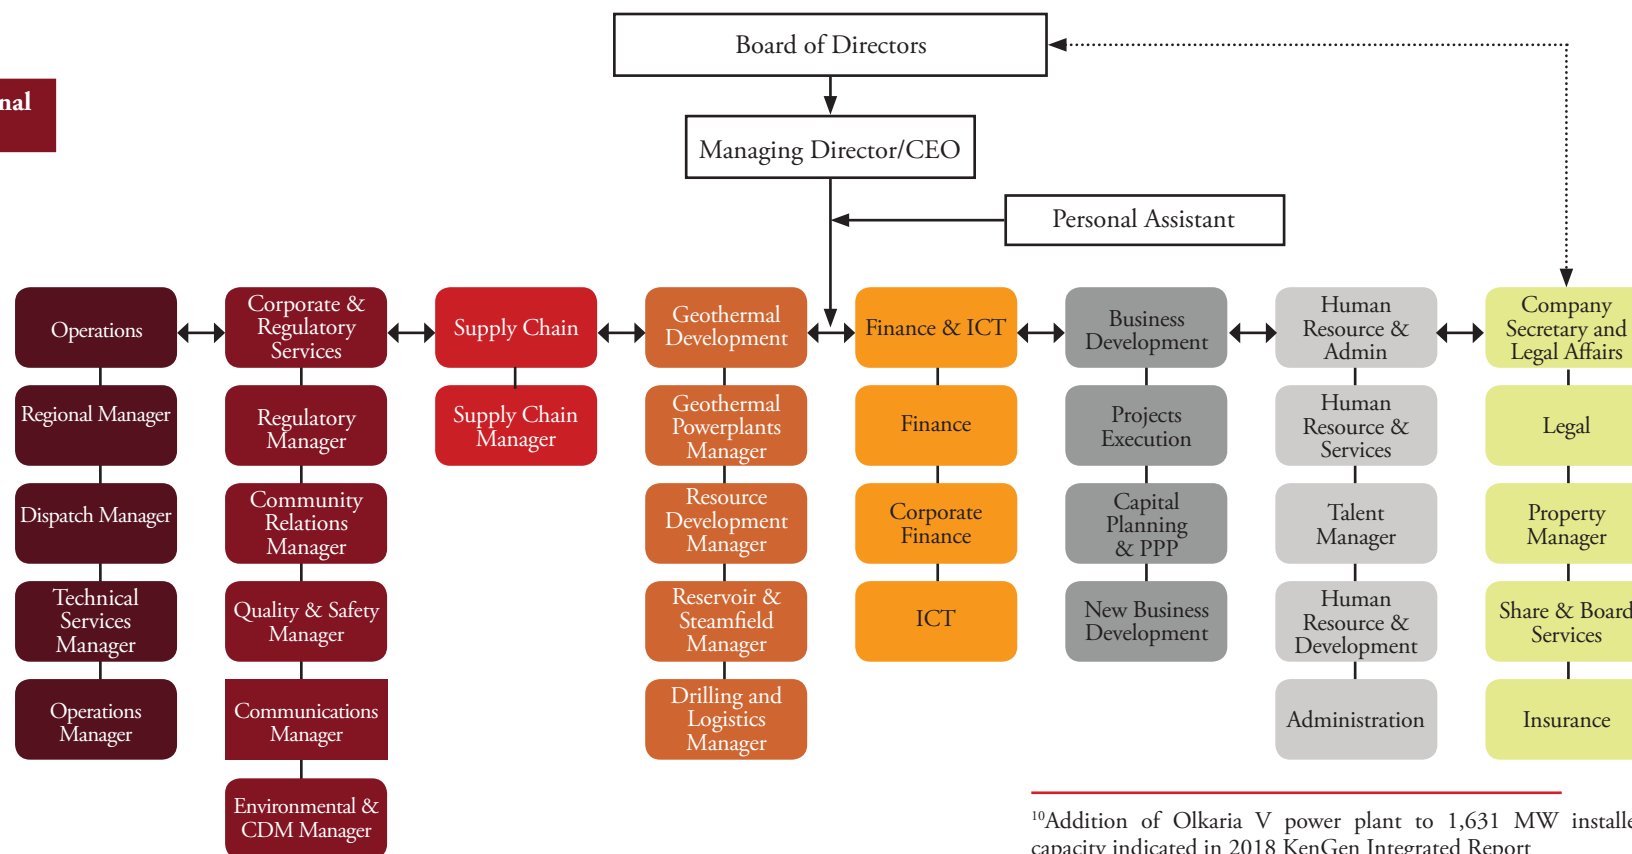 nal
Board of Directors
Managing Director/CEO
Personal Assistant
Operations
Regional Manager
Dispatch Manager
Technical
Services
Manager
Operations
Manager
Corporate &
Regulatory
Services
Regulatory
Manager
Community
Relations
Manager
Quality & Safety
Manager
Communications
Manager
Environmental &
CDM Manager
Supply Chain
Supply Chain
Manager
Geothermal
Development
Geothermal
Powerplants
Manager
Resource
Development
Manager
Reservoir &
Steamfield
Manager
Drilling and
Logistics
Manager
Finance & ICT
Finance
Corporate
Finance
ICT
Business
Development
Projects
Execution
Capital
Planning
& PPP
New Business
Development
Human
Resource &
Admin
Human
Resource &
Services
Talent
Manager
Human
Resource &
Development
Administration
Company
Secretary and
Legal Affairs
Legal
Property
Manager
Share & Board
Services
Insurance
10Addition of Olkaria V power plant to 1,631 MW installe
capacity indicated in 2018 KenGen Integrated Report